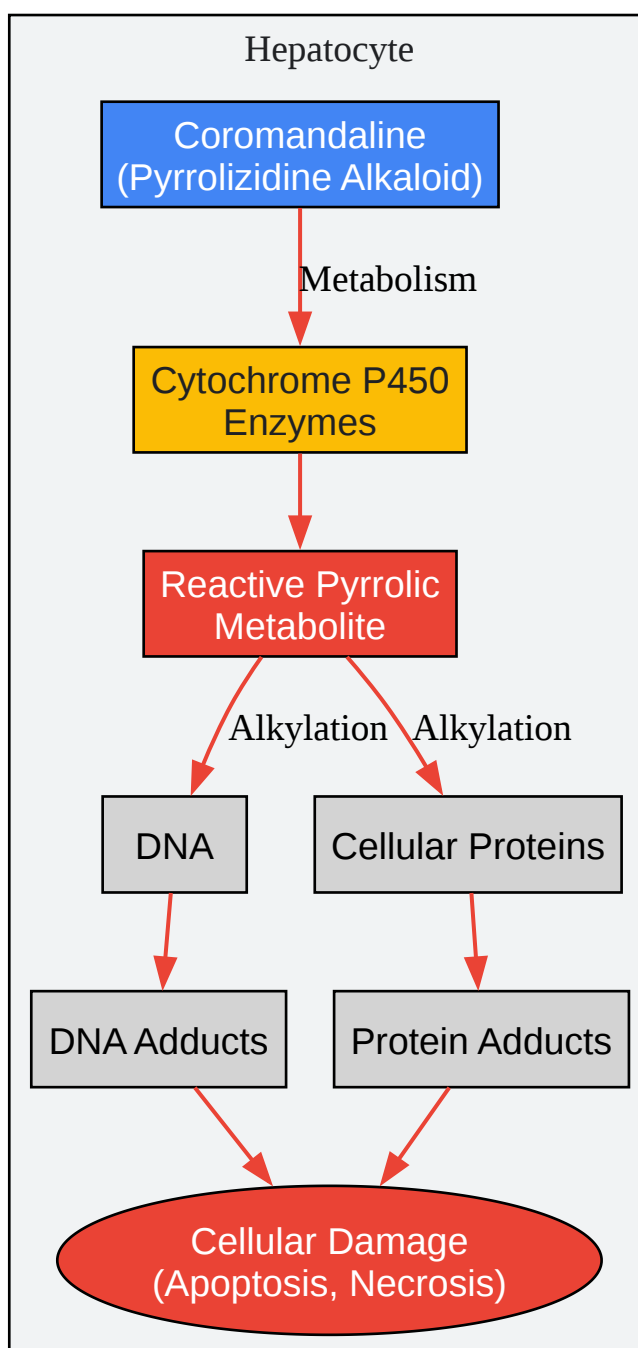 Hepatocyte
Coromandaline
(Pyrrolizidine Alkaloid)
Metabolism
Cytochrome P450
Enzymes
Reactive Pyrrolic
Metabolite
Alkylation
Alkylation
DNA
Cellular Proteins
DNA Adducts
Protein Adducts
Cellular Damage
(Apoptosis, Necrosis)